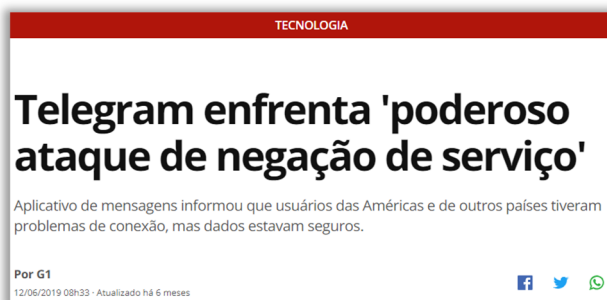 TECNOLOGIA
Telegram enfrenta 'poderoso
ataque de negação de serviço'
Aplicativo de mensagens informou que usuários das Américas e de outros países tiveram
problemas de conexão, mas dados estavam seguros.
Por G1
12/06/2019 08h33 · Atualizado há 6 meses